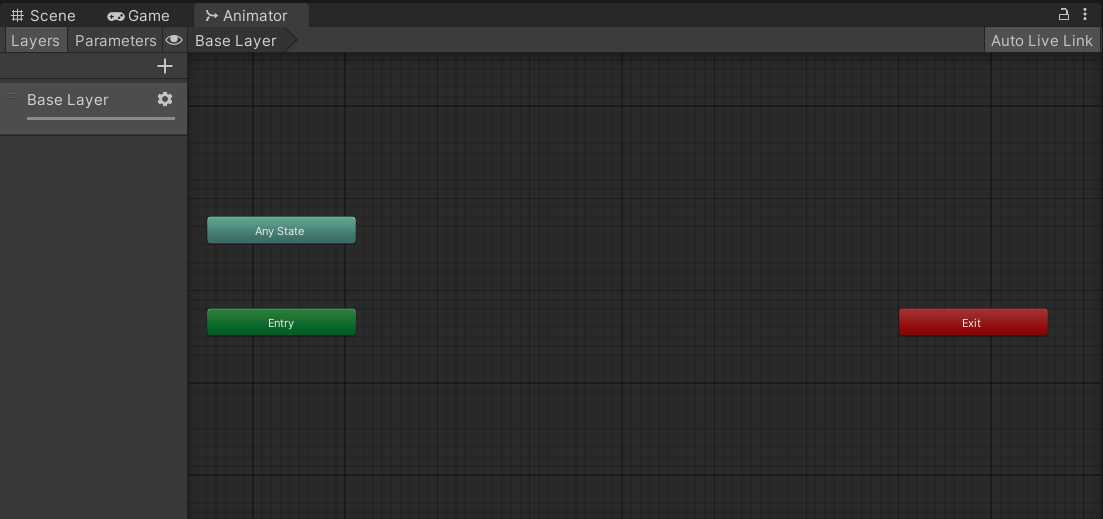 Scene Game Animator
Layers Parameters Base Layer Auto Live Link
Base Layer
Any State
Entry Exit